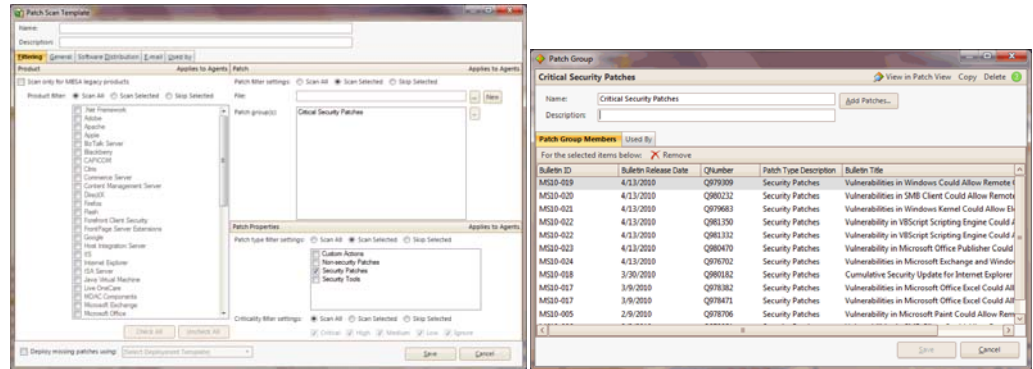 Patch Scan Template
Name:
Description:
Filtering General Software Distribution E-mail Used by
Product Applies to Agents
Scan only for MBSA legacy products
Product filter: Scan All Scan Selected Skip Selected
.Net Framework
Adobe
Apache
Apple
BizTalk Server
Blackberry
CAPICOM
Citrix
Commerce Server
Content Management Server
DirectX
Firefox
Flash
Forefront Client Security
FrontPage Server Extensions
Google
Host Integration Server
IIS
Internet Explorer
ISA Server
Java Virtual Machine
Live OneCare
MDAC Components
Microsoft Exchange
Microsoft Office
Check All Uncheck All
Patch Applies to Agents
Patch filter settings: Scan All Scan Selected Skip Selected
File: ... New
Patch group(s): Critical Security Patches ...
Patch Properties Applies to Agents
Patch type filter settings: Scan All Scan Selected Skip Selected
Custom Actions
Non-security Patches
Security Patches
Security Tools
Criticality filter settings: Scan All Scan Selected Skip Selected
Critical High Medium Low Ignore
Deploy missing patches using: (Select Deployment Template) Save Cancel
Patch Group
Critical Security Patches View in Patch View Copy Delete
Name: Critical Security Patches Add Patches...
Description:
Patch Group Members Used By
For the selected items below: Remove
Bulletin ID Bulletin Release Date QNumber Patch Type Description Bulletin Title
MS10-019 4/13/2010 Q979309 Security Patches Vulnerabilities in Windows Could Allow Remote
MS10-020 4/13/2010 Q980232 Security Patches Vulnerabilities in SMB Client Could Allow Remote
MS10-021 4/13/2010 Q979683 Security Patches Vulnerabilities in Windows Kernel Could Allow El
MS10-022 4/13/2010 Q981350 Security Patches Vulnerability in VBScript Scripting Engine Could
MS10-022 4/13/2010 Q981332 Security Patches Vulnerability in VBScript Scripting Engine Could
MS10-023 4/13/2010 Q980470 Security Patches Vulnerability in Microsoft Office Publisher Could
MS10-024 4/13/2010 Q976702 Security Patches Vulnerabilities in Microsoft Exchange and Window
MS10-018 3/30/2010 Q980182 Security Patches Cumulative Security Update for Internet Explorer
MS10-017 3/9/2010 Q978382 Security Patches Vulnerabilities in Microsoft Office Excel Could All
MS10-017 3/9/2010 Q978471 Security Patches Vulnerabilities in Microsoft Office Excel Could All
MS10-005 2/9/2010 Q978706 Security Patches Vulnerability in Microsoft Paint Could Allow Rem
Save Cancel